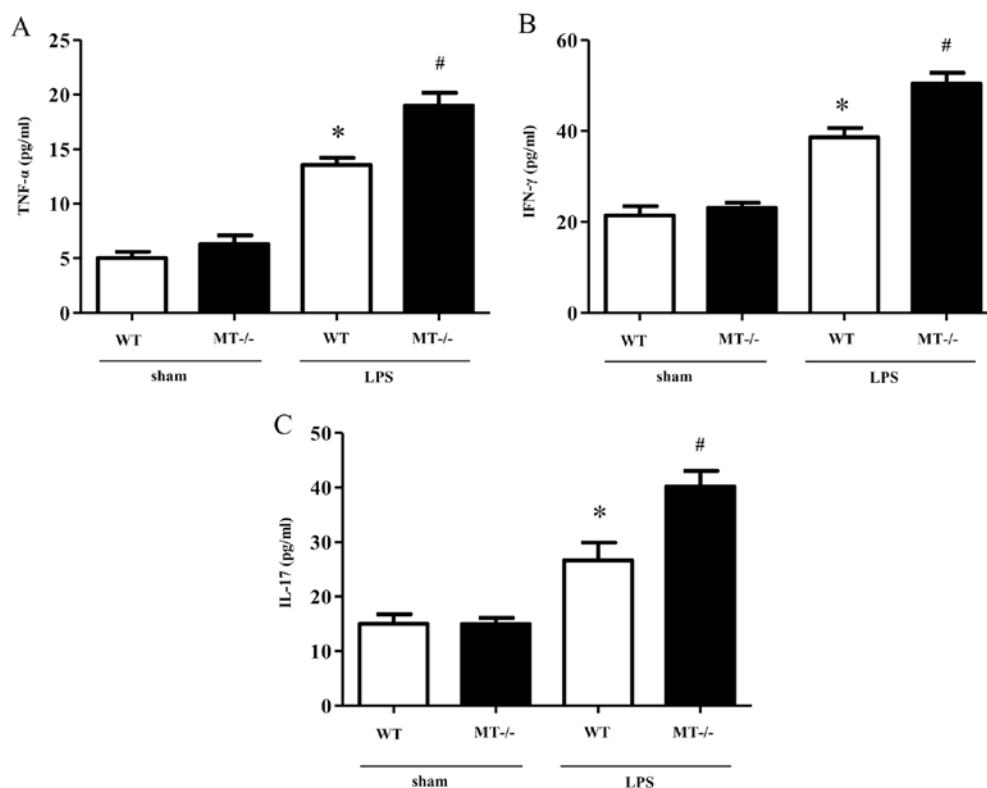 A
TNF-α (pg/ml)
25
20
15
10
5
0
*
#
WT MT-/- WT MT-/-
sham LPS
B
IFN-γ (pg/ml)
60
40
20
0
*
#
WT MT-/- WT MT-/-
sham LPS
C
IL-17 (pg/ml)
50
40
30
20
10
0
*
#
WT MT-/- WT MT-/-
sham LPS